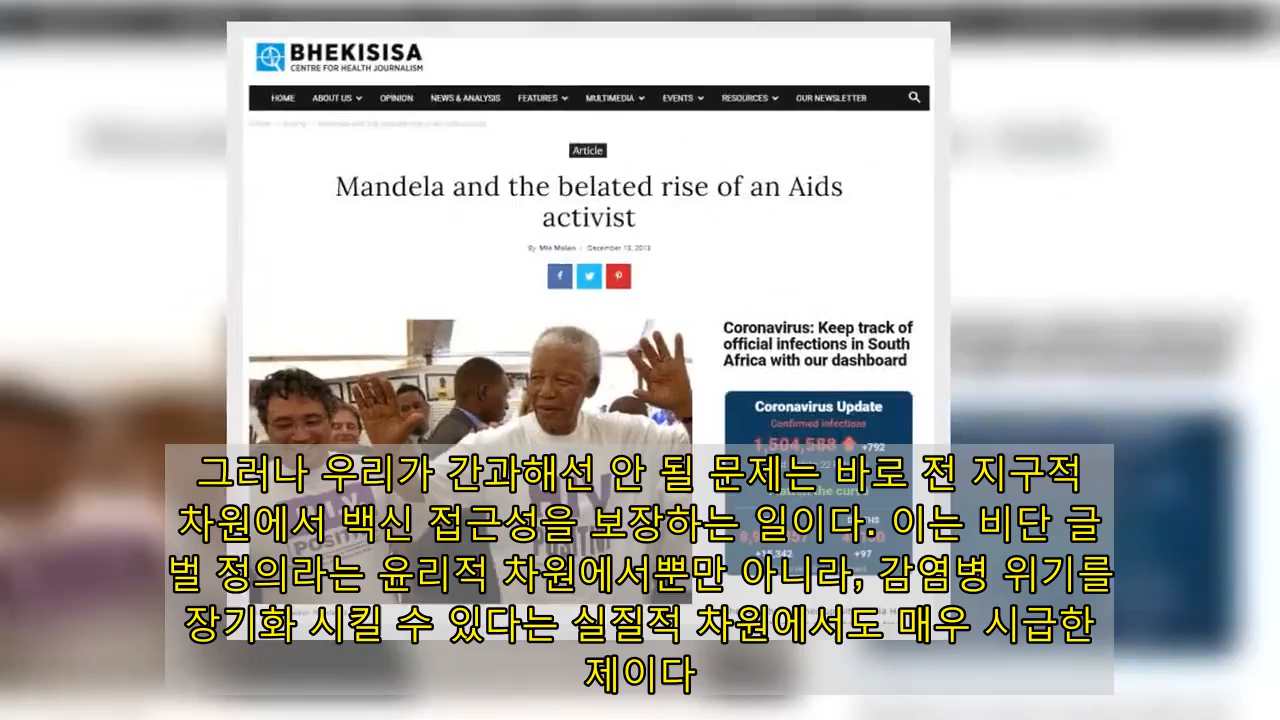 BHEKISISA
CENTRE FOR HEALTH JOURNALISM
HOME ABOUT US OPINION NEWS & ANALYSIS FEATURES MULTIMEDIA EVENTS RESOURCES OUR NEWSLETTER
Article
Mandela and the belated rise of an Aids
activist
By Mia Malan - December 13, 2013
Coronavirus: Keep track of
official infections in South
Africa with our dashboard
Coronavirus Update
Confirmed infections
1,504,588 +792
그러나 우리가 간과해선 안 될 문제는 바로 전 지구적
차원에서 백신 접근성을 보장하는 일이다. 이는 비단 글
벌 정의라는 윤리적 차원에서뿐만 아니라, 감염병 위기를
장기화 시킬 수 있다는 실질적 차원에서도 매우 시급한
제이다